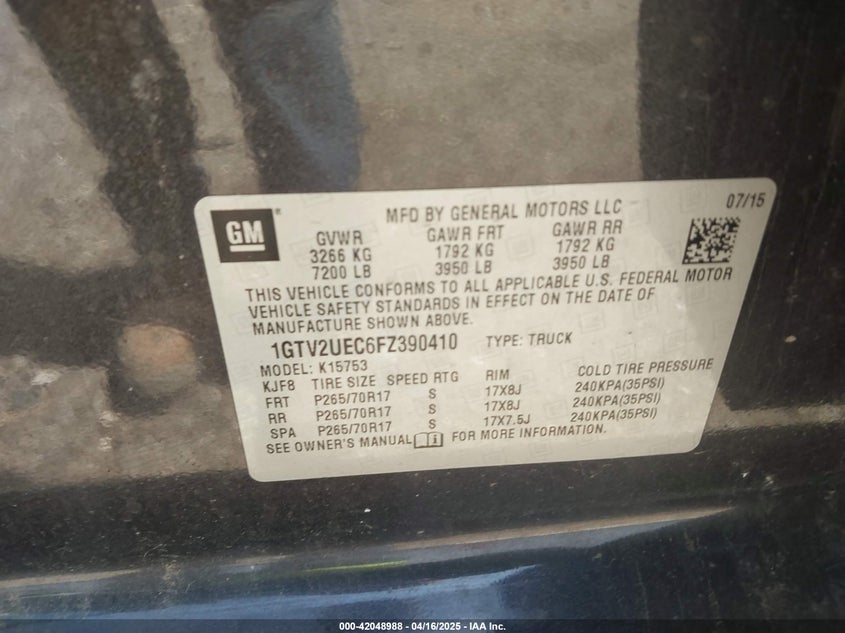 GM
MFD BY GENERAL MOTORS LLC 07/15
GVWR GAWR FRT GAWR RR
3266 KG 1792 KG 1792 KG
7200 LB 3950 LB 3950 LB
THIS VEHICLE CONFORMS TO ALL APPLICABLE U.S. FEDERAL MOTOR
VEHICLE SAFETY STANDARDS IN EFFECT ON THE DATE OF
MANUFACTURE SHOWN ABOVE.
1GTV2UEC6FZ390410 TYPE: TRUCK
MODEL: K15753
KJF8 TIRE SIZE SPEED RTG RIM COLD TIRE PRESSURE
FRT P265/70R17 S 17X8J 240KPA(35PSI)
RR P265/70R17 S 17X8J 240KPA(35PSI)
SPA P265/70R17 S 17X7.5J 240KPA(35PSI)
SEE OWNER'S MANUAL FOR MORE INFORMATION.
000-42048988 - 04/16/2025 - IAA Inc.